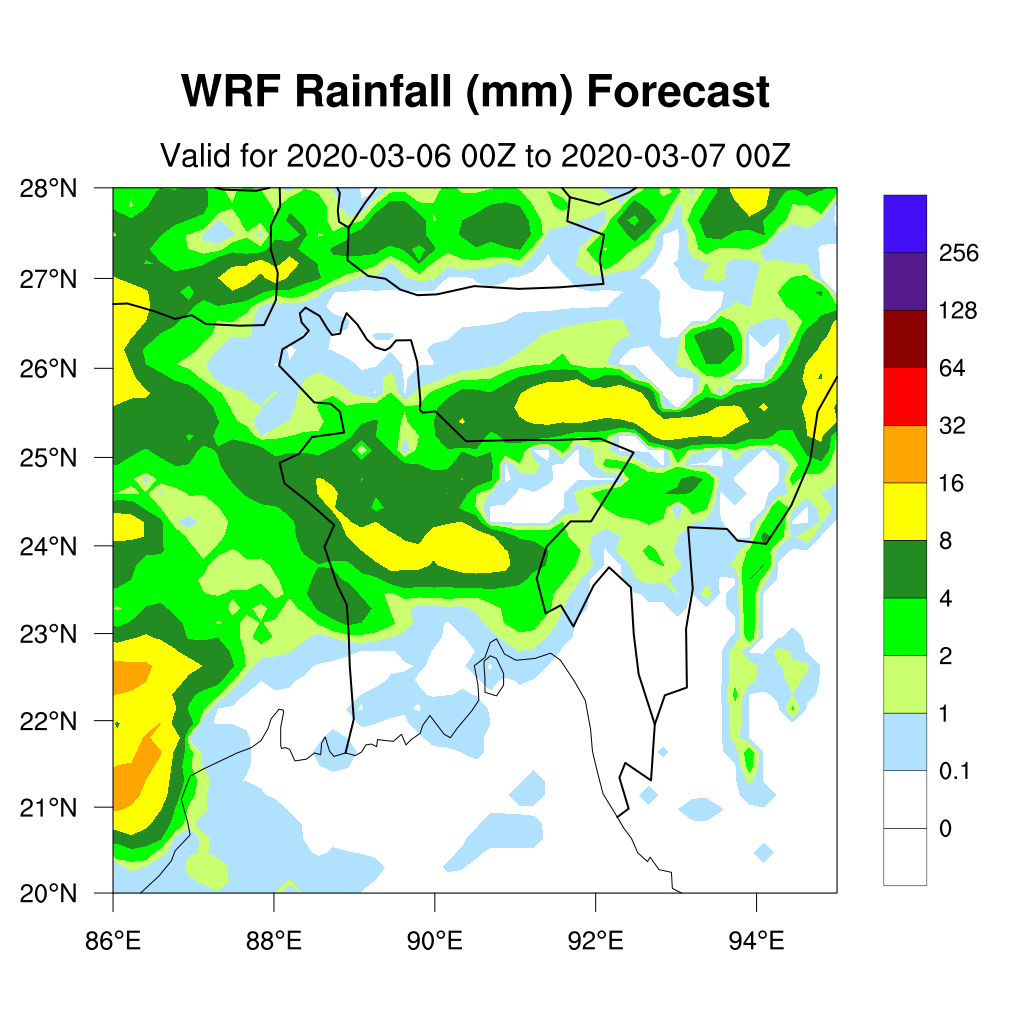 WRF Rainfall (mm) Forecast
Valid for 2020-03-06 00Z to 2020-03-07 00Z
28°N
27°N
26°N
25°N
24°N
23°N
22°N
21°N
20°N
86°E
88°E
90°E
92°E
94°E
256
128
64
32
16
8
4
2
1
0.1
0